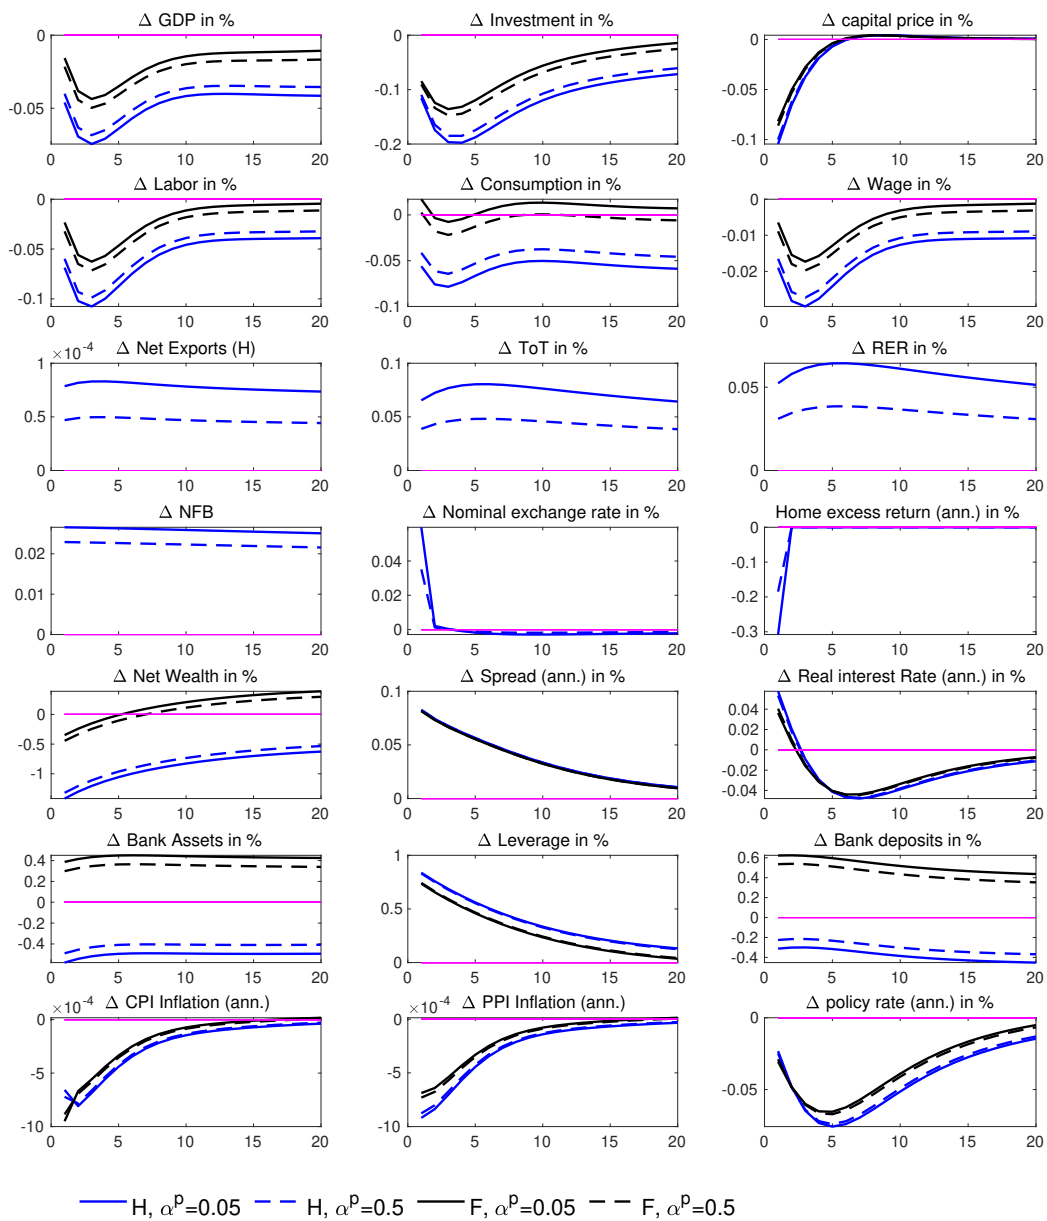 Δ GDP in %
0
-0.05
0 5 10 15 20
Δ Investment in %
0
-0.1
-0.2
0 5 10 15 20
Δ capital price in %
0
-0.1
0 5 10 15 20
Δ Labor in %
0
-0.05
-0.1
0 5 10 15 20
Δ Consumption in %
0
-0.05
-0.1
0 5 10 15 20
Δ Wage in %
0
-0.01
-0.02
0 5 10 15 20
×10⁻⁴ Δ Net Exports (H)
1
5
0
0 5 10 15 20
Δ ToT in %
0.1
0.05
0
0 5 10 15 20
Δ RER in %
0.05
0
0 5 10 15 20
Δ NFB
0.02
0.01
0
0 5 10 15 20
Δ Nominal exchange rate in %
0.04
0.02
0
0 5 10 15 20
Home excess return (ann.) in %
0
-0.1
-0.2
-0.3
0 5 10 15 20
Δ Net Wealth in %
0
-0.5
-1
0 5 10 15 20
Δ Spread (ann.) in %
0.1
0.05
0
0 5 10 15 20
Δ Real interest Rate (ann.) in %
0.04
0.02
0
-0.02
-0.04
0 5 10 15 20
Δ Bank Assets in %
0.4
0.2
0
-0.2
-0.4
0 5 10 15 20
Δ Leverage in %
1
0.5
0
0 5 10 15 20
Δ Bank deposits in %
0.6
0.4
0.2
0
-0.2
-0.4
0 5 10 15 20
×10⁻⁴ Δ CPI Inflation (ann.)
0
-5
-10
0 5 10 15 20
×10⁻⁴ Δ PPI Inflation (ann.)
0
-5
-10
0 5 10 15 20
Δ policy rate (ann.) in %
0
-0.05
0 5 10 15 20
H, αᵖ=0.05 H, αᵖ=0.5 F, αᵖ=0.05 F, αᵖ=0.5